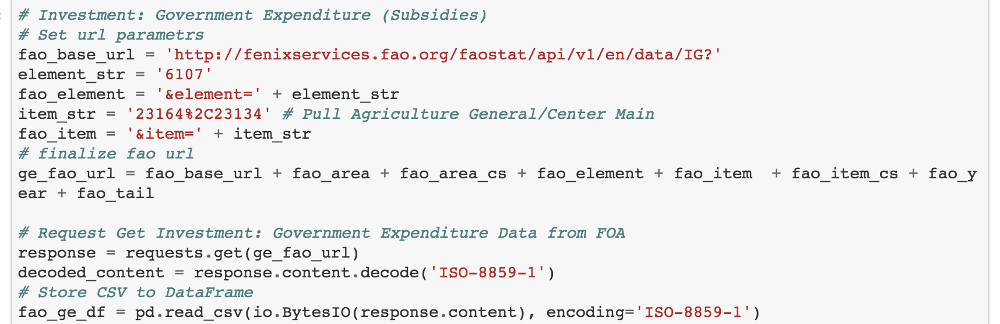 # Investment: Government Expenditure (Subsidies)
# Set url parametrs
fao_base_url = 'http://fenixservices.fao.org/faostat/api/v1/en/data/IG?'
element_str = '6107'
fao_element = '&element=' + element_str
item_str = '23164%2C23134' # Pull Agriculture General/Center Main
fao_item = '&item=' + item_str
# finalize fao url
ge_fao_url = fao_base_url + fao_area + fao_area_cs + fao_element + fao_item  + fao_item_cs + fao_y
ear + fao_tail

# Request Get Investment: Government Expenditure Data from FOA
response = requests.get(ge_fao_url)
decoded_content = response.content.decode('ISO-8859-1')
# Store CSV to DataFrame
fao_ge_df = pd.read_csv(io.BytesIO(response.content), encoding='ISO-8859-1')